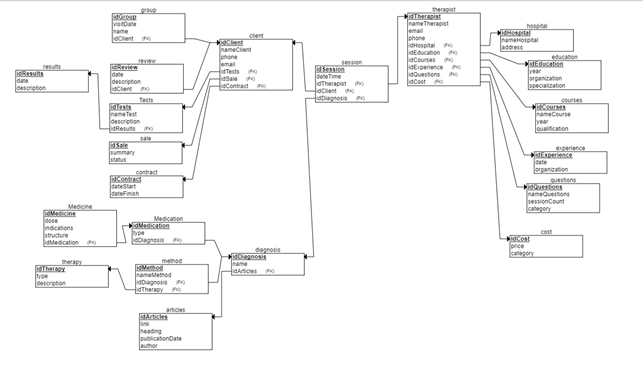 group
idGroup
visitDate
name
idClient (FK)
client
idClient
nameClient
phone
email
idTests (FK)
idSale (FK)
idContract (FK)
therapist
idTherapist
nameTherapist
email
phone
idHospital (FK)
idEducation (FK)
idCourses (FK)
idExperience (FK)
idQuestions (FK)
idCost (FK)
hospital
idHospital
nameHospital
address
results
idResults
date
description
review
idReview
date
description
idClient (FK)
session
idSession
dateTime
idTherapist (FK)
idClient (FK)
idDiagnosis (FK)
education
idEducation
year
organization
specialization
Tests
idTests
nameTest
description
idResults (FK)
courses
idCourses
nameCourse
year
qualification
sale
idSale
summary
status
experience
idExperience
date
organization
contract
idContract
dateStart
dateFinish
questions
idQuestions
nameQuestions
sessionCount
category
Medicine
idMedicine
dose
indications
structure
idMedication (FK)
Medication
idMedication
type
idDiagnosis (FK)
cost
idCost
price
category
diagnosis
idDiagnosis
name
idArticles (FK)
therapy
idTherapy
type
description
method
idMethod
nameMethod
idDiagnosis (FK)
idTherapy (FK)
articles
idArticles
link
heading
publicationDate
author